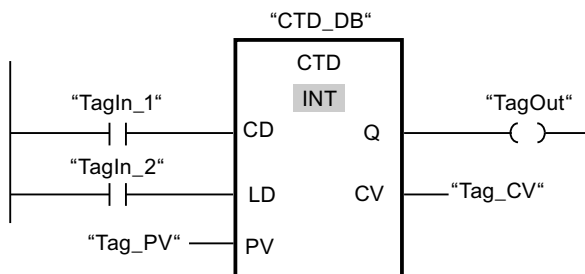 “CTD_DB“
CTD
INT
“TagIn_1“
“TagOut“
CD
Q
“TagIn_2“
LD
CV
“Tag_CV“
“Tag_PV“
PV